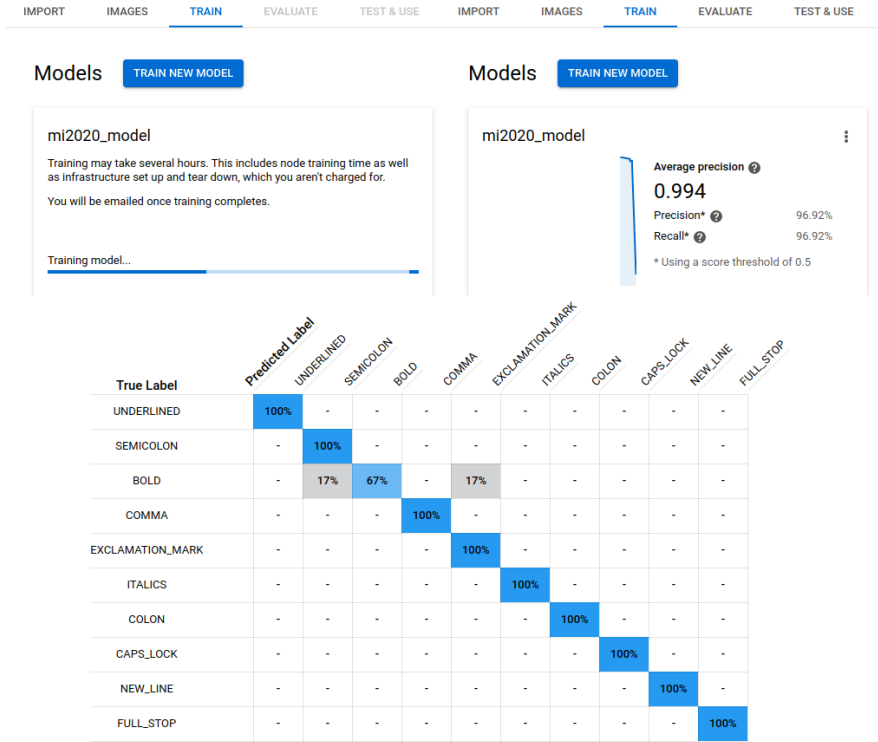 IMPORT IMAGES TRAIN EVALUATE TEST & USE
Models TRAIN NEW MODEL
mi2020_model
Training may take several hours. This includes node training time as well
as infrastructure set up and tear down, which you aren't charged for.
You will be emailed once training completes.
Training model...
IMPORT IMAGES TRAIN EVALUATE TEST & USE
Models TRAIN NEW MODEL
mi2020_model
Average precision ?
0.994
Precision* ? 96.92%
Recall* ? 96.92%
* Using a score threshold of 0.5
True Label Predicted Label UNDERLINED SEMICOLON BOLD COMMA EXCLAMATION_MARK ITALICS COLON CAPS_LOCK NEW_LINE FULL_STOP
UNDERLINED 100% - - - - - - - - -
SEMICOLON - 100% - - - - - - - -
BOLD - 17% 67% - 17% - - - - -
COMMA - - - 100% - - - - - -
EXCLAMATION_MARK - - - - 100% - - - - -
ITALICS - - - - - 100% - - - -
COLON - - - - - - 100% - - -
CAPS_LOCK - - - - - - - 100% - -
NEW_LINE - - - - - - - - 100% -
FULL_STOP - - - - - - - - - 100%